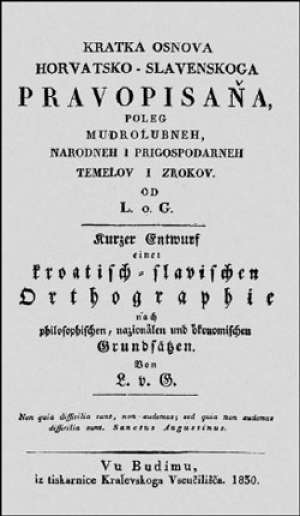 KRATKA OSNOVA
HORVATSKO-SLAVENSKOGA
PRAVOPISAŇA,
POLEG
MUDROLUBNEH,
NARODNEH I PRIGOSPODARNEH
TEMELOV I ZROKOV.
OD
L. o. G.
Kurzer Entwurf
einer
kroatisch-slavischen
Orthographie
nach
philosophischen, nazionälen und ökonomischen
Grundsätzen.
Von
L. v. G.
Non quia difficilia sunt, non audemus; sed quia non audemus
difficilia sunt. Sanctus Augustinus.
Vu Budimu,
iz tiskarnice Kralevskoga Vseučilišča. 1830.